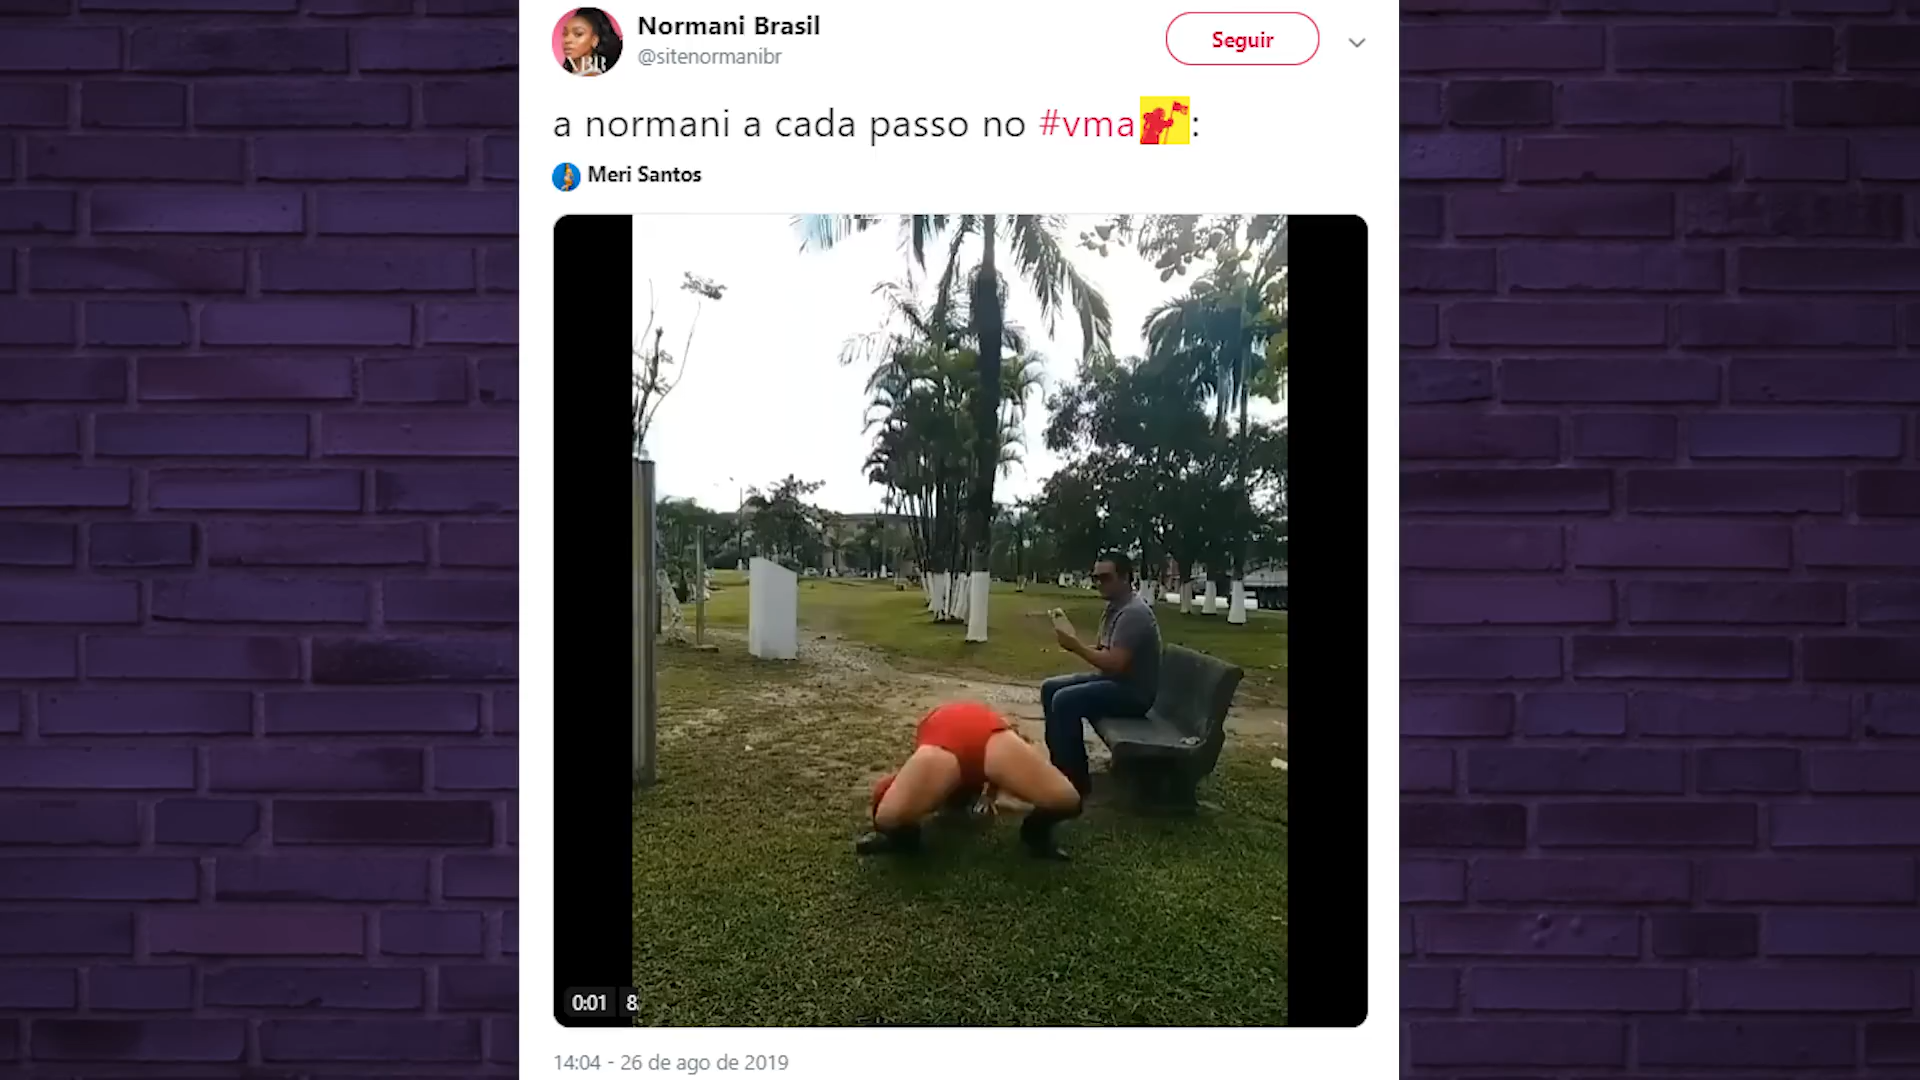 Normani Brasil
@sitenormanibr
Seguir
a normani a cada passo no #vma:
Meri Santos
0:01
14:04 - 26 de ago de 2019